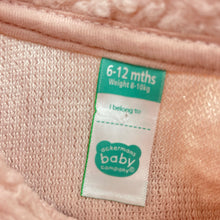 6-12 mths
Weight 8-10kg
I belong to
ackermans
baby
company